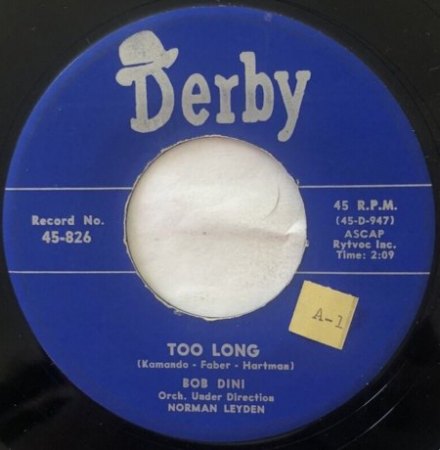 Derby
Record No.
45-826
45 R.P.M.
(45-D-947)
ASCAP
Rytvoc Inc.
Time: 2:09
A-1
TOO LONG
(Kamando - Faber - Hartman)
BOB DINI
Orch. Under Direction
NORMAN LEYDEN